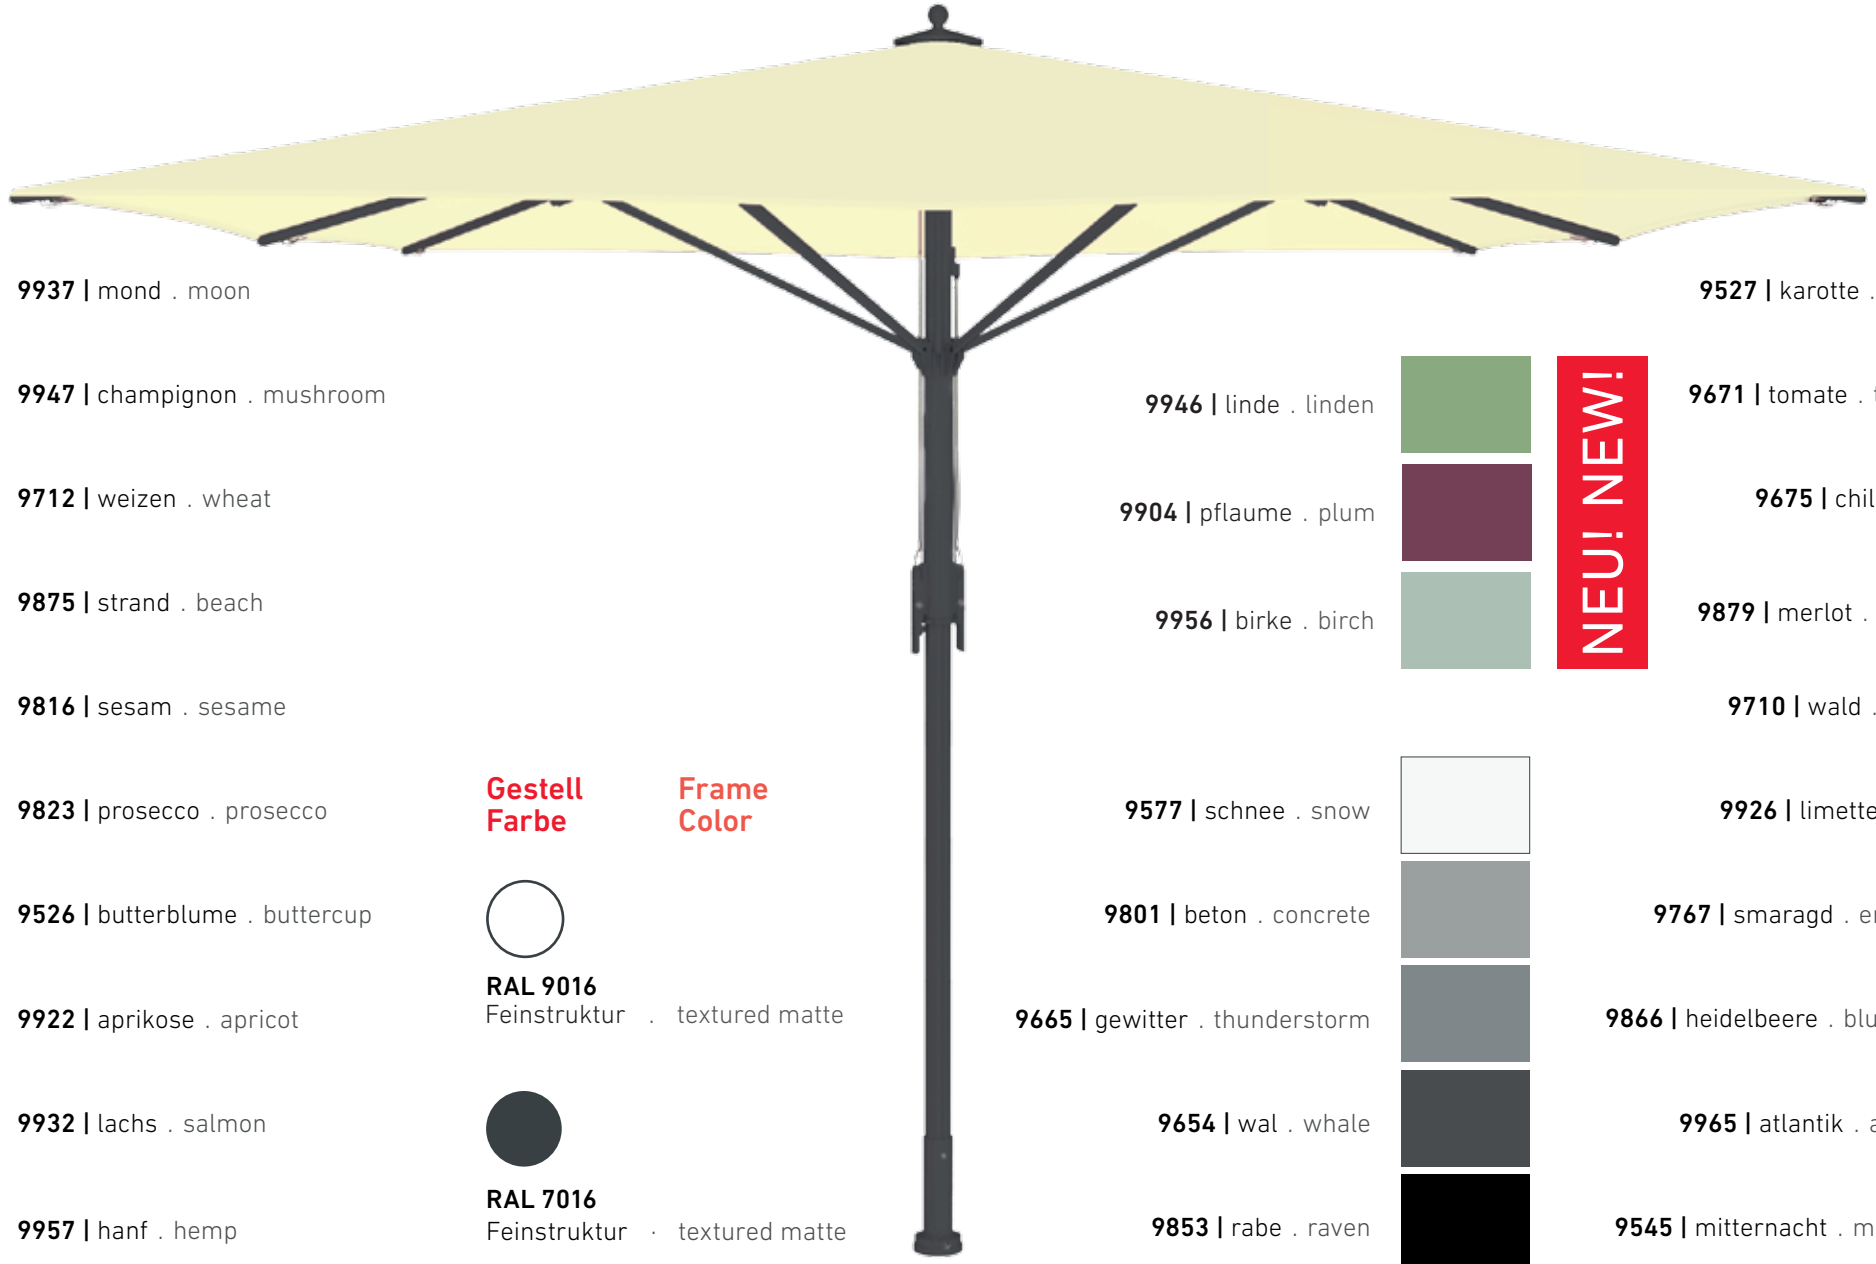 9937 | mond . moon
9947 | champignon . mushroom
9712 | weizen . wheat
9875 | strand . beach
9816 | sesam . sesame
9823 | prosecco . prosecco
9526 | butterblume . buttercup
9922 | aprikose . apricot
9932 | lachs . salmon
9957 | hanf . hemp
Gestell
Farbe
Frame
Color
RAL 9016
Feinstruktur . textured matte
RAL 7016
Feinstruktur · textured matte
9946 | linde . linden
9904 | pflaume . plum
9956 | birke . birch
NEU! NEW!
9577 | schnee . snow
9801 | beton . concrete
9665 | gewitter . thunderstorm
9654 | wal . whale
9853 | rabe . raven
9527 | karotte .
9671 | tomate .
9675 |
9879 | merlot .
9710 | wald .
9926 | limette
9767 | smaragd .
9866 | heidelbeere .
9965 | atlantik .
9545 | mitternacht .